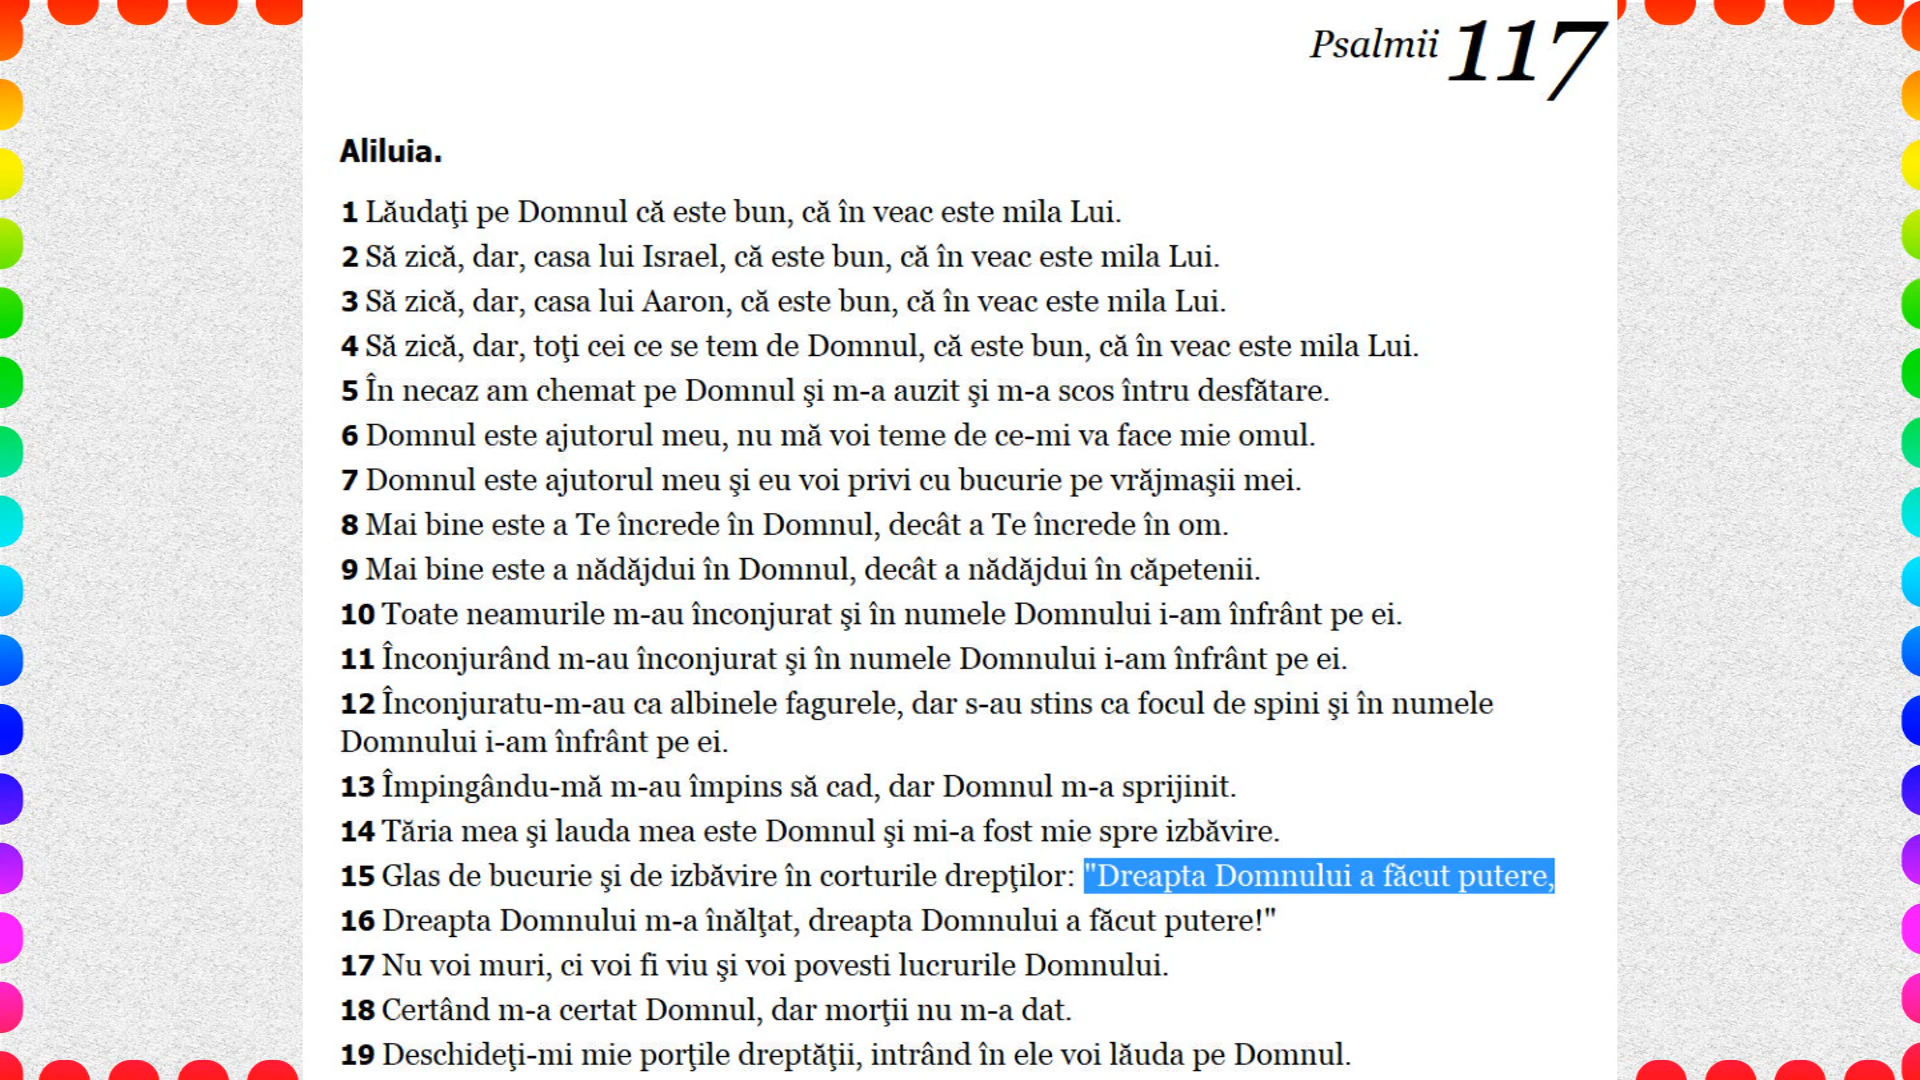 Psalmii 117
Aliluia.
1 Lăudaţi pe Domnul că este bun, că în veac este mila Lui.
2 Să zică, dar, casa lui Israel, că este bun, că în veac este mila Lui.
3 Să zică, dar, casa lui Aaron, că este bun, că în veac este mila Lui.
4 Să zică, dar, toţi cei ce se tem de Domnul, că este bun, că în veac este mila Lui.
5 În necaz am chemat pe Domnul şi m-a auzit şi m-a scos întru desfătare.
6 Domnul este ajutorul meu, nu mă voi teme de ce-mi va face mie omul.
7 Domnul este ajutorul meu şi eu voi privi cu bucurie pe vrăjmaşii mei.
8 Mai bine este a Te încrede în Domnul, decât a Te încrede în om.
9 Mai bine este a nădăjdui în Domnul, decât a nădăjdui în căpetenii.
10 Toate neamurile m-au înconjurat şi în numele Domnului i-am înfrânt pe ei.
11 Înconjurând m-au înconjurat şi în numele Domnului i-am înfrânt pe ei.
12 Înconjuratu-m-au ca albinele fagurele, dar s-au stins ca focul de spini şi în numele
Domnului i-am înfrânt pe ei.
13 Împingându-mă m-au împins să cad, dar Domnul m-a sprijinit.
14 Tăria mea şi lauda mea este Domnul şi mi-a fost mie spre izbăvire.
15 Glas de bucurie şi de izbăvire în corturile drepţilor: "Dreapta Domnului a făcut putere,
16 Dreapta Domnului m-a înălţat, dreapta Domnului a făcut putere!"
17 Nu voi muri, ci voi fi viu şi voi povesti lucrurile Domnului.
18 Certând m-a certat Domnul, dar morţii nu m-a dat.
19 Deschideţi-mi mie porţile dreptăţii, intrând în ele voi lăuda pe Domnul.